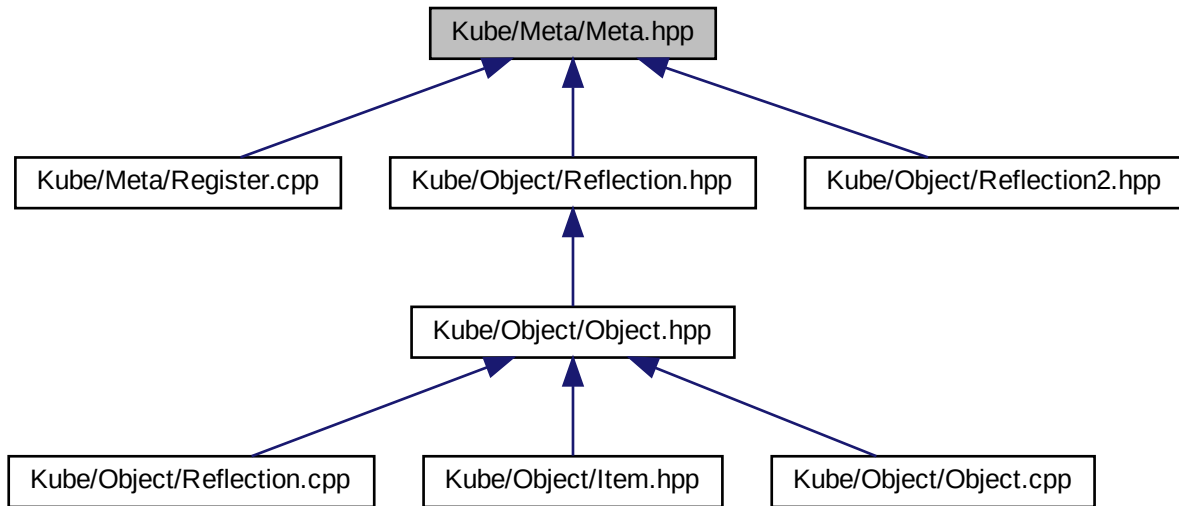 Kube/Meta/Meta.hpp
Kube/Meta/Register.cpp
Kube/Object/Reflection.hpp
Kube/Object/Reflection2.hpp
Kube/Object/Object.hpp
Kube/Object/Reflection.cpp
Kube/Object/Item.hpp
Kube/Object/Object.cpp